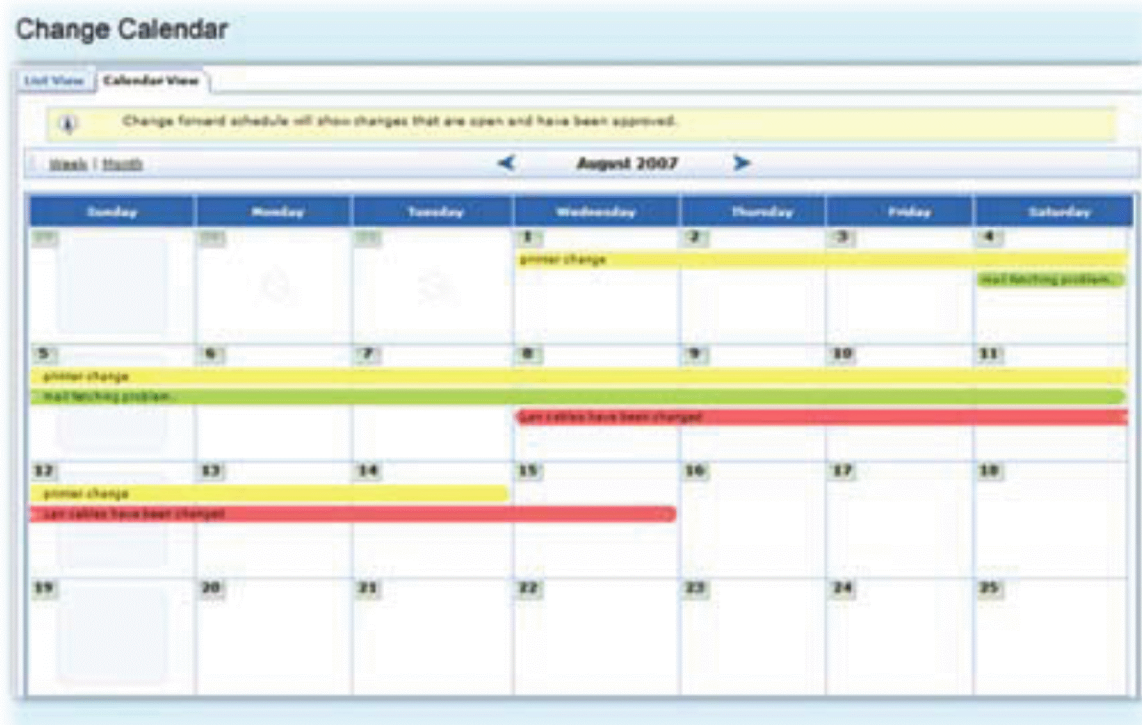 Change Calendar
List View Calendar View
Change forward schedule will show changes that are open and have been approved.
Week | Month August 2007
Sunday Monday Tuesday Wednesday Thursday Friday Saturday
1 2 3 4
printer change
mail fetching problem..
5 6 7 8 9 10 11
printer change
mail fetching problem..
Lan cables have been changed
12 13 14 15 16 17 18
printer change
Lan cables have been changed
19 20 21 22 23 24 25